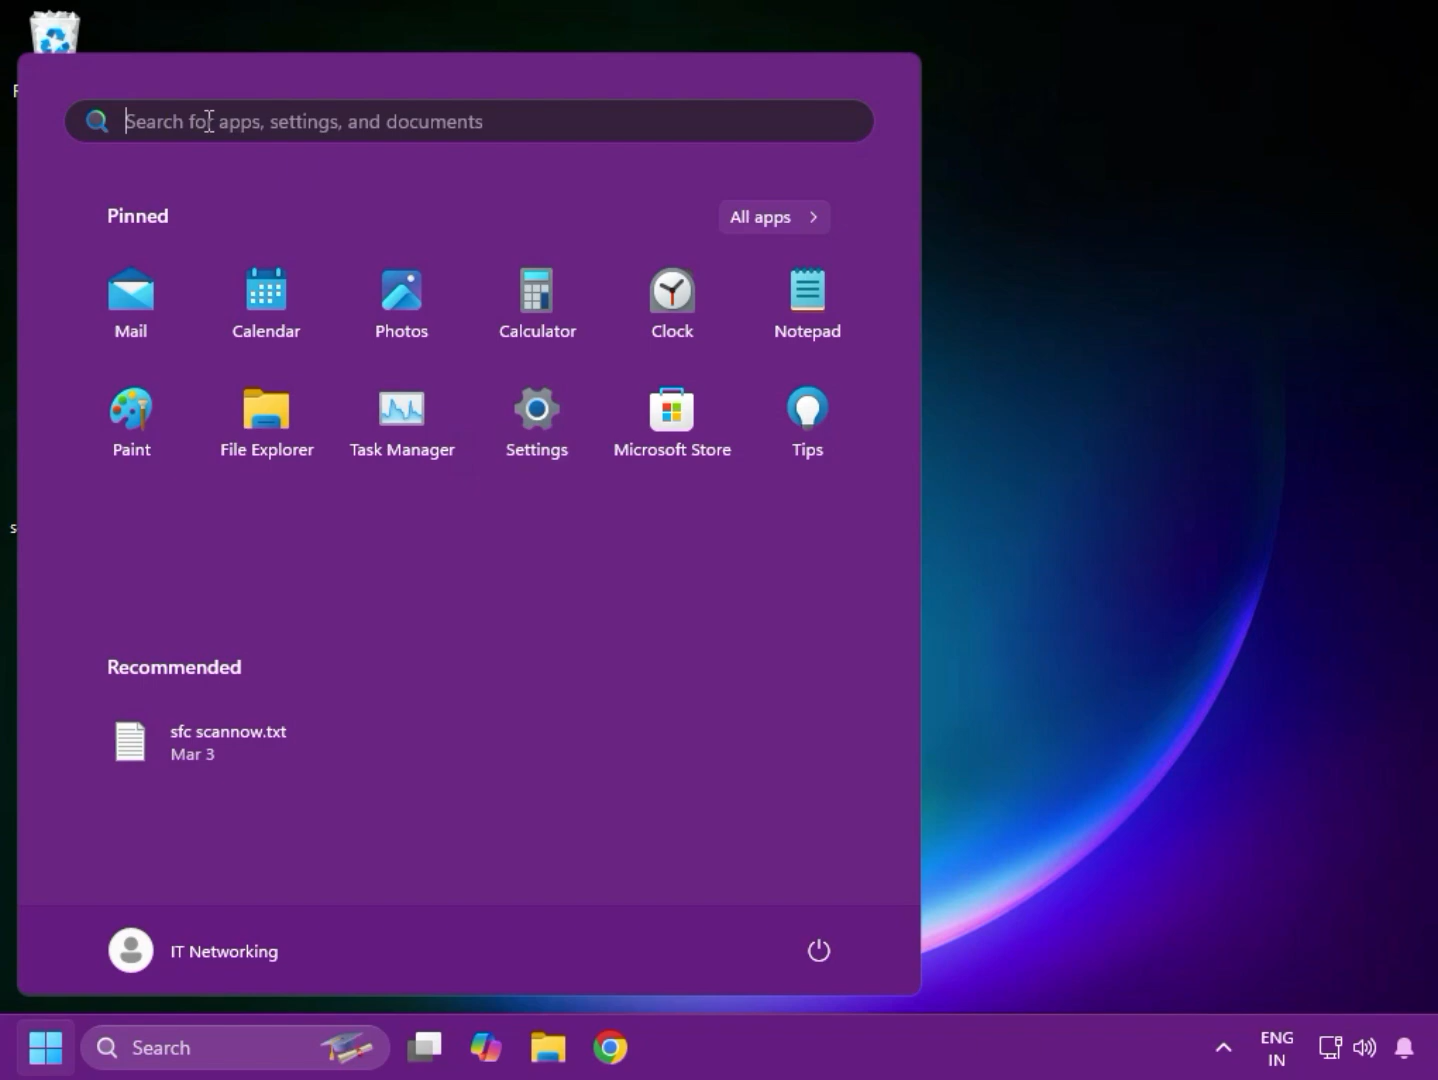 Search for apps, settings, and documents
Pinned
All apps
Mail
Calendar
Photos
Calculator
Clock
Notepad
Paint
File Explorer
Task Manager
Settings
Microsoft Store
Tips
Recommended
sfc scannow.txt
Mar 3
IT Networking
Search
ENG
IN